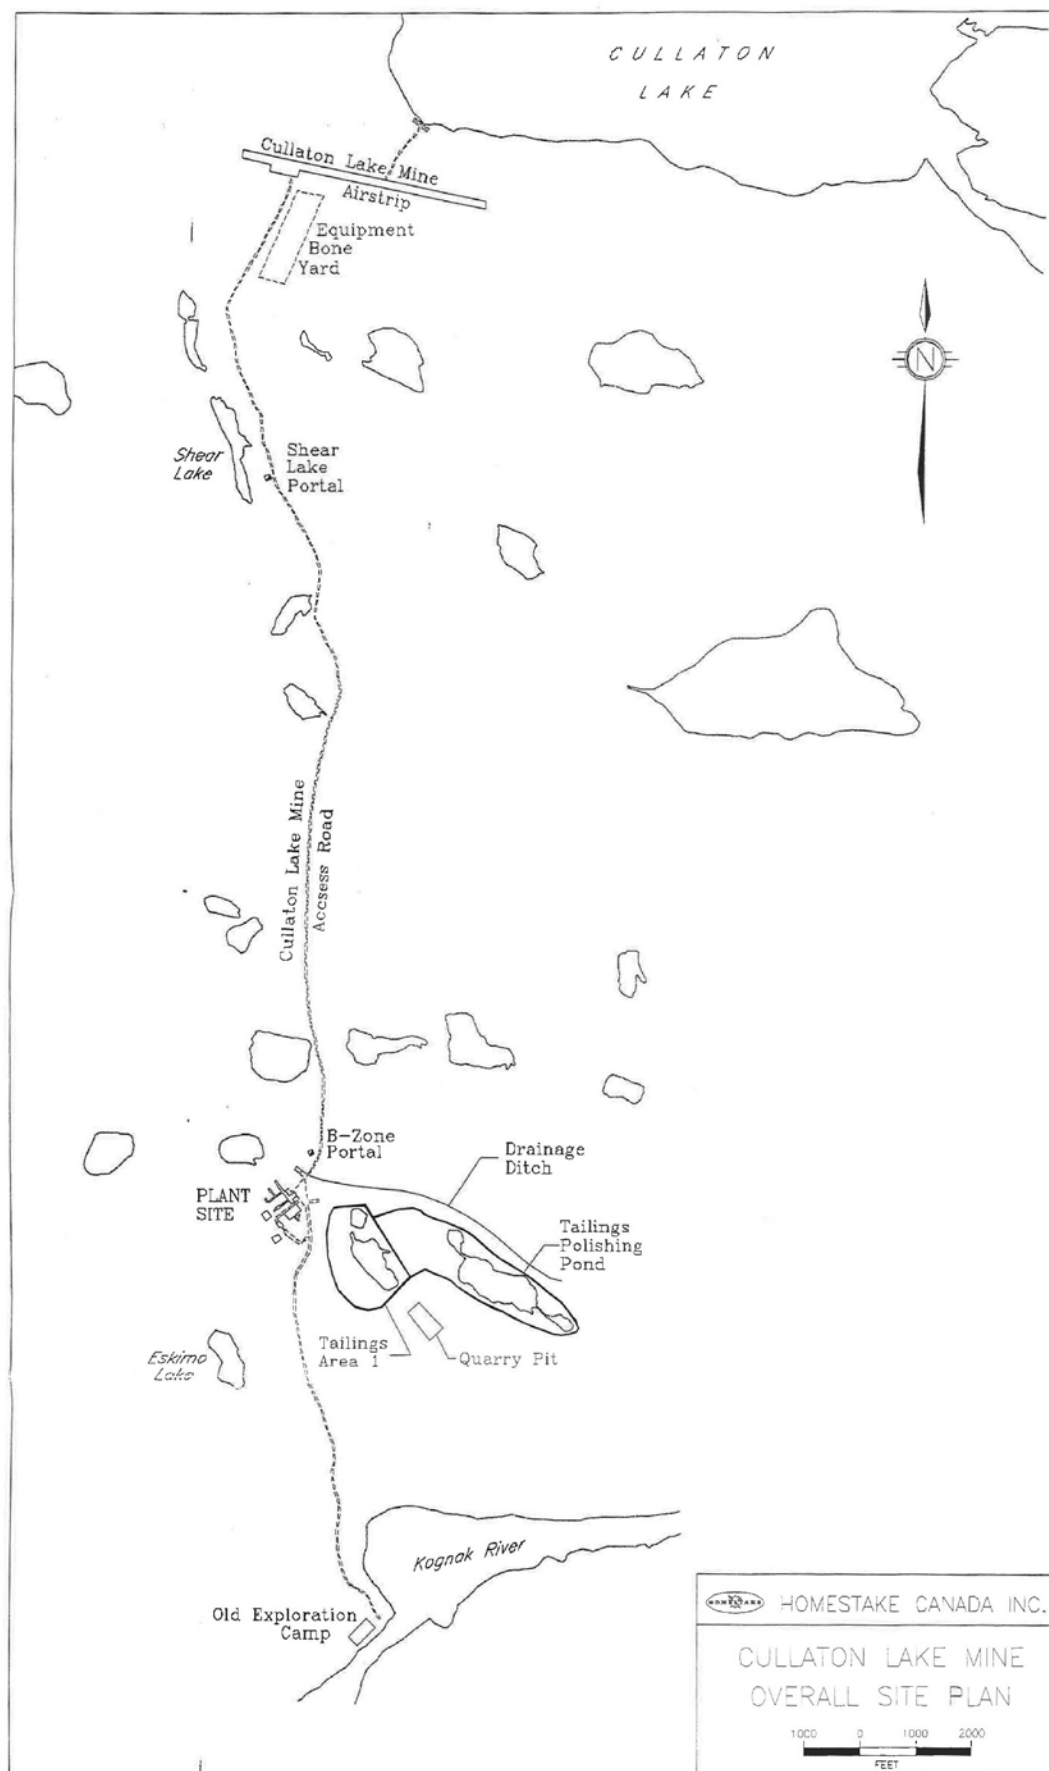 CULLATON
LAKE
Cullaton Lake Mine
Airstrip
Equipment
Bone
Yard
N
Shear
Lake
Shear
Lake
Portal
Cullaton Lake Mine
Accsess Road
B-Zone
Portal
Drainage
Ditch
PLANT
SITE
Tailings
Polishing
Pond
Tailings
Area 1
Quarry Pit
Eskimo
Lake
Kognak River
Old Exploration
Camp
HOMESTAKE CANADA INC.
CULLATON LAKE MINE
OVERALL SITE PLAN
1000 0 1000 2000
FEET